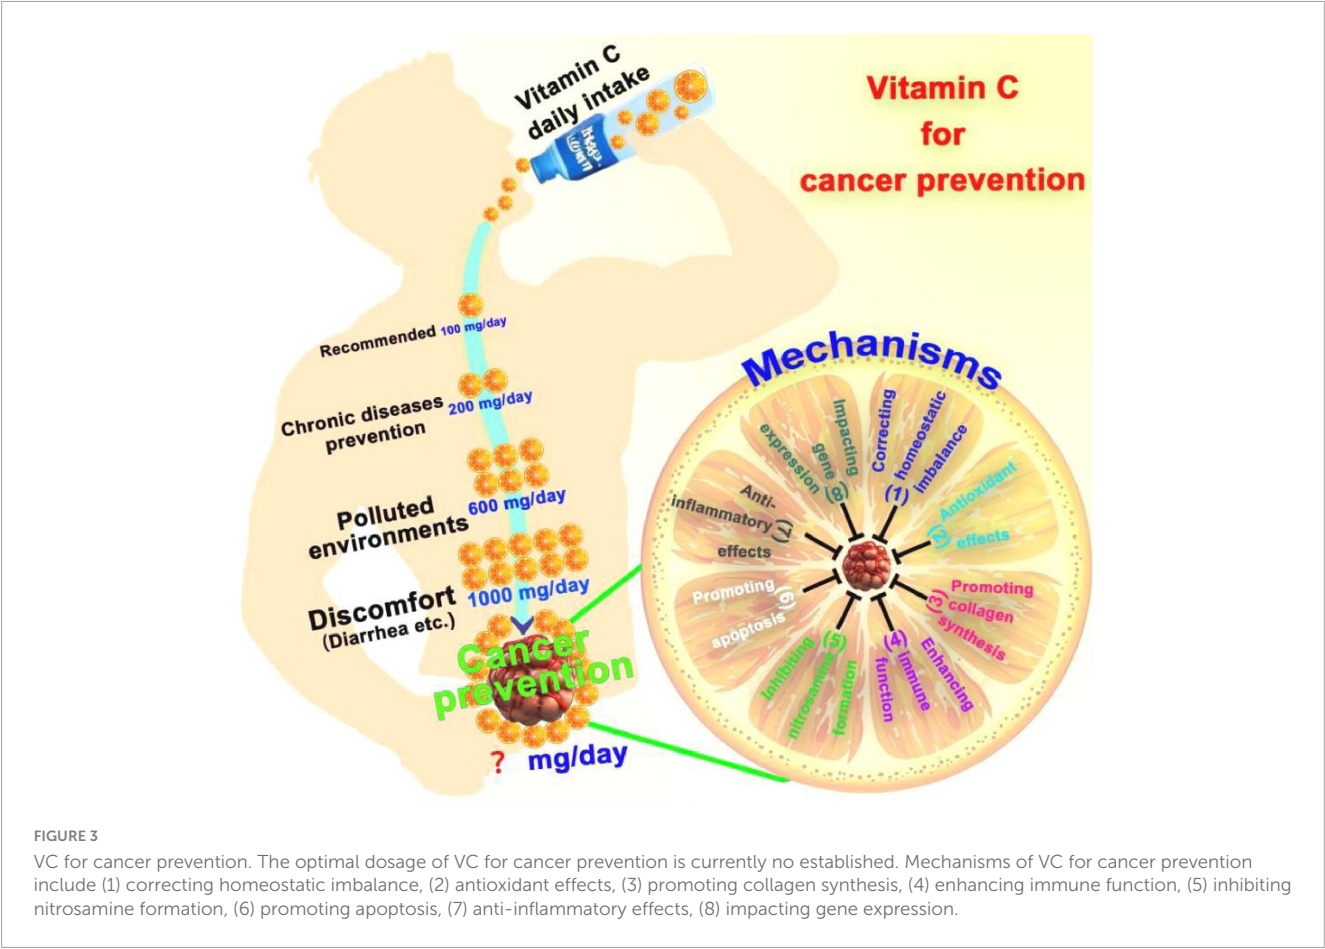 Vitamin C
daily intake
Vitamin C
for
cancer prevention
Recommended 100 mg/day
Chronic diseases
prevention
200 mg/day
Polluted
environments
600 mg/day
Discomfort
(Diarrhea etc.)
1000 mg/day
Cancer
prevention
? mg/day
Mechanisms
Correcting
homeostatic
imbalance
(1)
Antioxidant
(2)
effects
Promoting
(3) collagen
synthesis
Enhancing
immune
function
(4)
Inhibiting
nitrosamine
formation
(5)
Promoting
(6)
apoptosis
Anti-
inflammatory (7)
effects
Impacting
gene
expression
(8)
FIGURE 3
VC for cancer prevention. The optimal dosage of VC for cancer prevention is currently no established. Mechanisms of VC for cancer prevention
include (1) correcting homeostatic imbalance, (2) antioxidant effects, (3) promoting collagen synthesis, (4) enhancing immune function, (5) inhibiting
nitrosamine formation, (6) promoting apoptosis, (7) anti-inflammatory effects, (8) impacting gene expression.